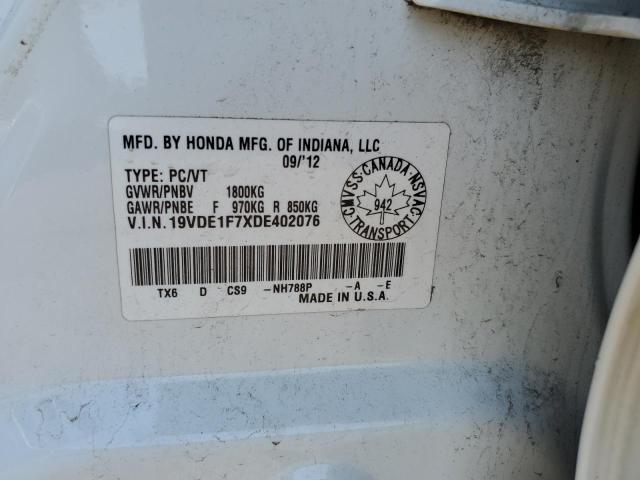 MFD. BY HONDA MFG. OF INDIANA, LLC
09/'12
TYPE: PC/VT
GVWR/PNBV 1800KG
GAWR/PNBE F 970KG R 850KG
V.I.N. 19VDE1F7XDE402076
CMVSS·CANADA·NSVAC
942
TRANSPORT
TX6 D CS9 -NH788P -A -E
MADE IN U.S.A.